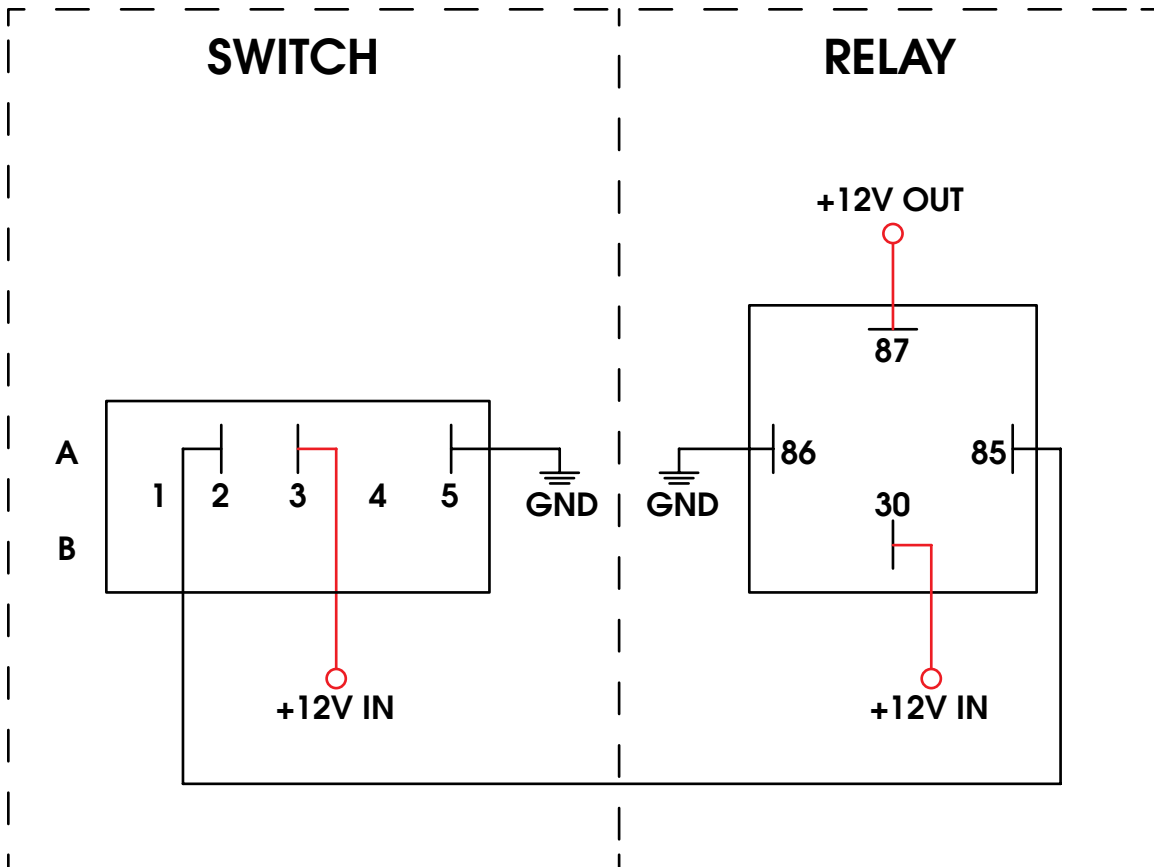 SWITCH
RELAY
+12V OUT
87
A
86
85
1 2 3 4 5
GND
GND
30
B
+12V IN
+12V IN